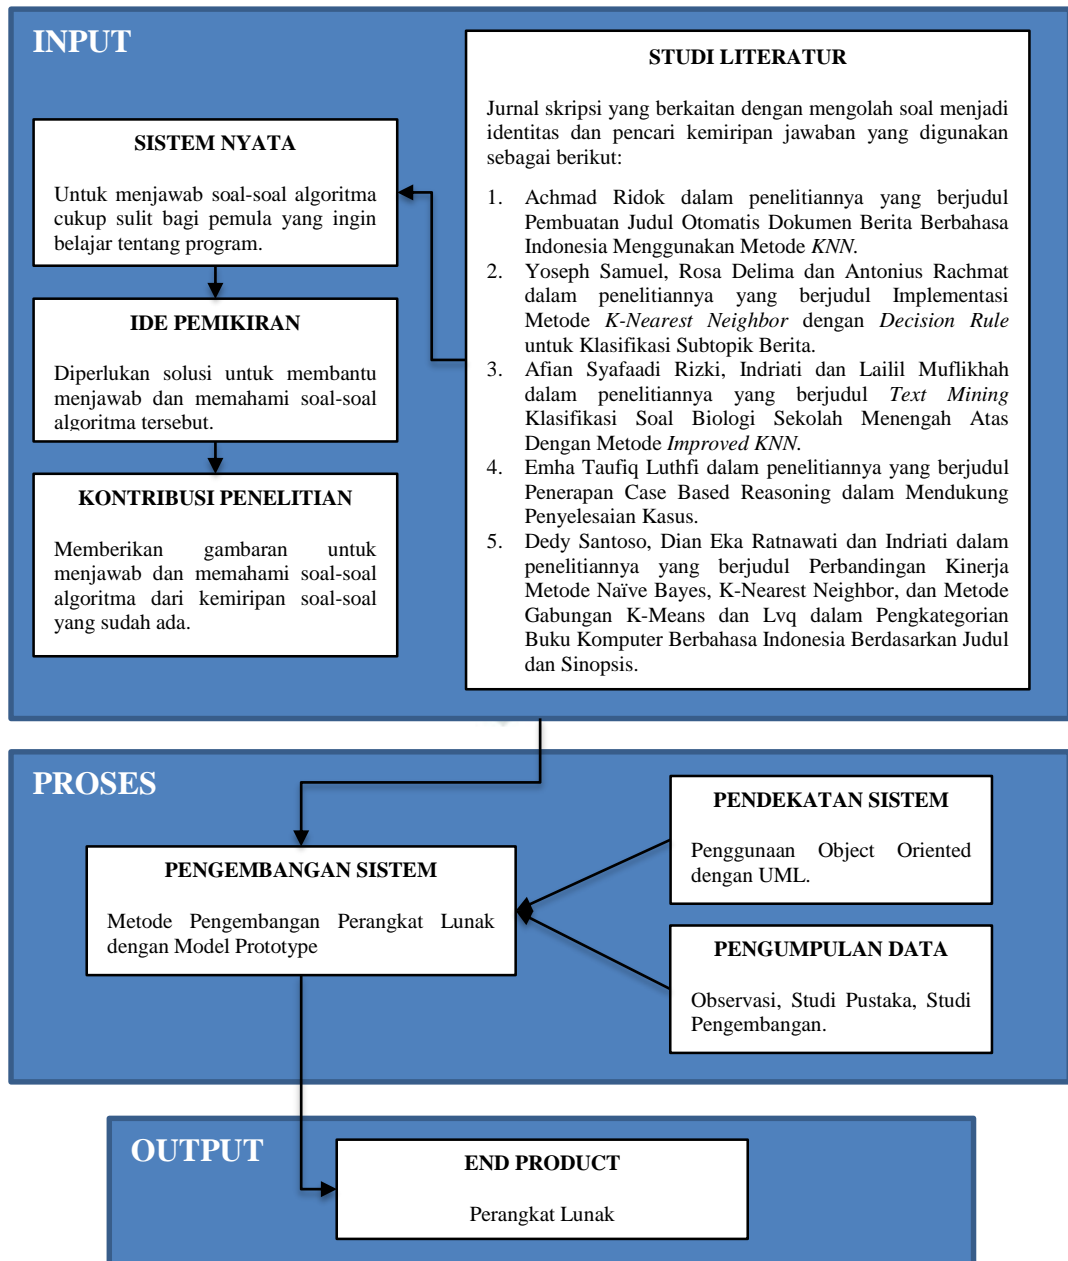 INPUT
SISTEM NYATA
Untuk menjawab soal-soal algoritma
cukup sulit bagi pemula yang ingin
belajar tentang program.
IDE PEMIKIRAN
Diperlukan solusi untuk membantu
menjawab dan memahami soal-soal
algoritma tersebut.
KONTRIBUSI PENELITIAN
Memberikan gambaran untuk
menjawab dan memahami soal-soal
algoritma dari kemiripan soal-soal
yang sudah ada.
STUDI LITERATUR
Jurnal skripsi yang berkaitan dengan mengolah soal menjadi
identitas dan pencari kemiripan jawaban yang digunakan
sebagai berikut:
1. Achmad Ridok dalam penelitiannya yang berjudul
Pembuatan Judul Otomatis Dokumen Berita Berbahasa
Indonesia Menggunakan Metode KNN.
2. Yoseph Samuel, Rosa Delima dan Antonius Rachmat
dalam penelitiannya yang berjudul Implementasi
Metode K-Nearest Neighbor dengan Decision Rule
untuk Klasifikasi Subtopik Berita.
3. Afian Syafaadi Rizki, Indriati dan Lailil Muflikhah
dalam penelitiannya yang berjudul Text Mining
Klasifikasi Soal Biologi Sekolah Menengah Atas
Dengan Metode Improved KNN.
4. Emha Taufiq Luthfi dalam penelitiannya yang berjudul
Penerapan Case Based Reasoning dalam Mendukung
Penyelesaian Kasus.
5. Dedy Santoso, Dian Eka Ratnawati dan Indriati dalam
penelitiannya yang berjudul Perbandingan Kinerja
Metode Naïve Bayes, K-Nearest Neighbor, dan Metode
Gabungan K-Means dan Lvq dalam Pengkategorian
Buku Komputer Berbahasa Indonesia Berdasarkan Judul
dan Sinopsis.
PROSES
PENGEMBANGAN SISTEM
Metode Pengembangan Perangkat Lunak
dengan Model Prototype
PENDEKATAN SISTEM
Penggunaan Object Oriented
dengan UML.
PENGUMPULAN DATA
Observasi, Studi Pustaka, Studi
Pengembangan.
OUTPUT
END PRODUCT
Perangkat Lunak